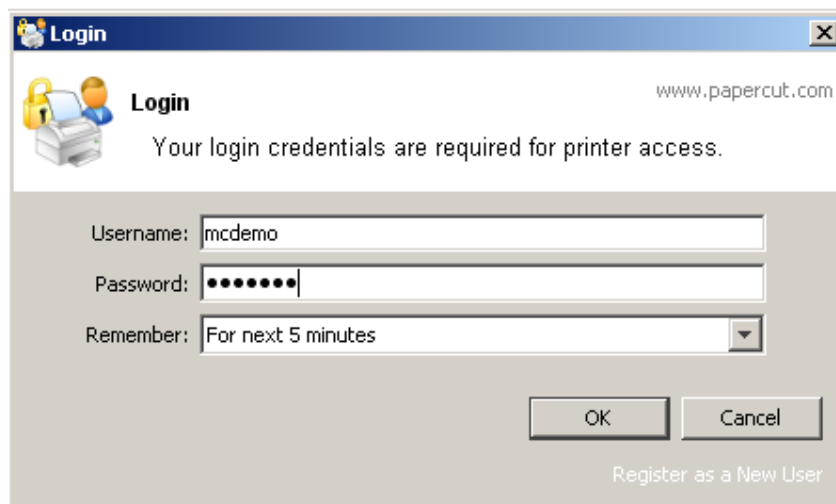 Login
www.papercut.com
Login
Your login credentials are required for printer access.
Username: mcdemo
Password: •••••••
Remember: For next 5 minutes
OK Cancel
Register as a New User